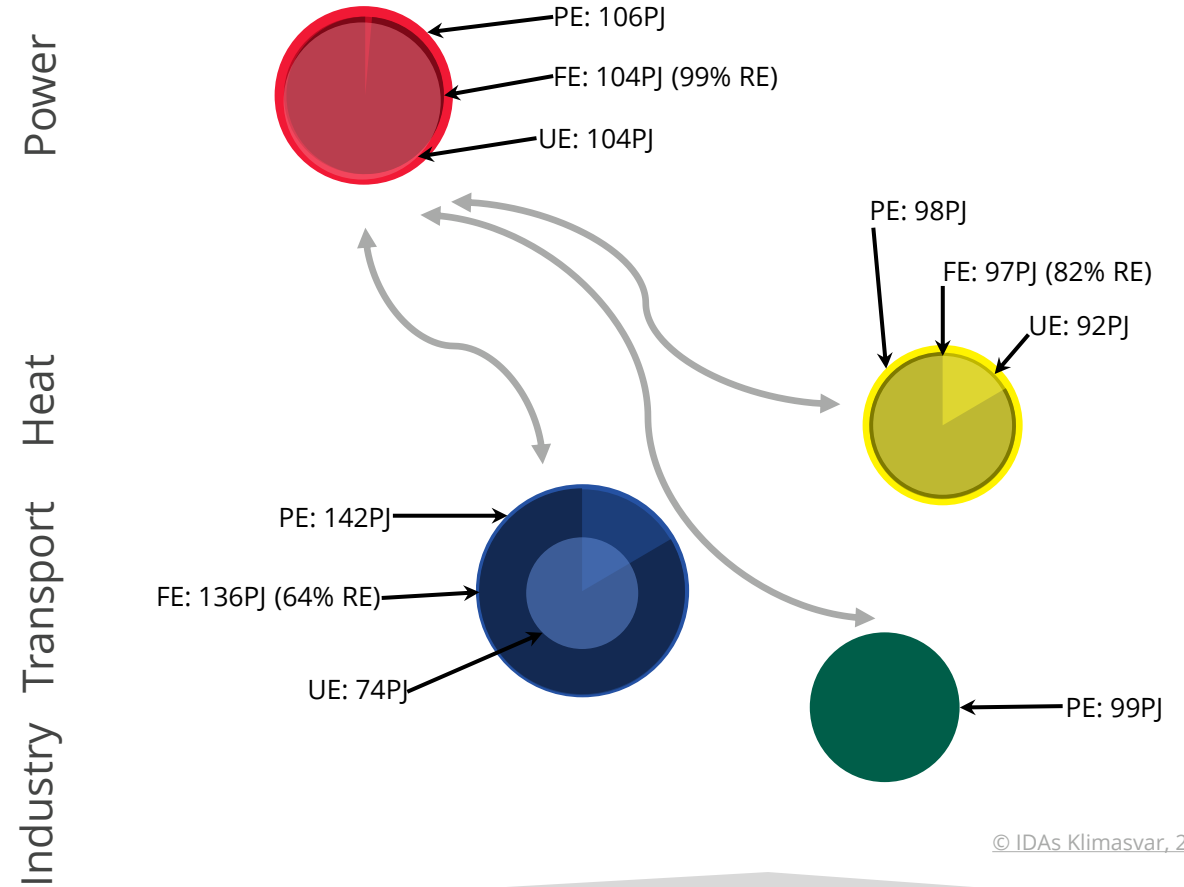 Power
PE: 106PJ
FE: 104PJ (99% RE)
UE: 104PJ
Heat
PE: 98PJ
FE: 97PJ (82% RE)
UE: 92PJ
Transport
PE: 142PJ
FE: 136PJ (64% RE)
UE: 74PJ
Industry
PE: 99PJ
© IDAs Klimasvar, 2